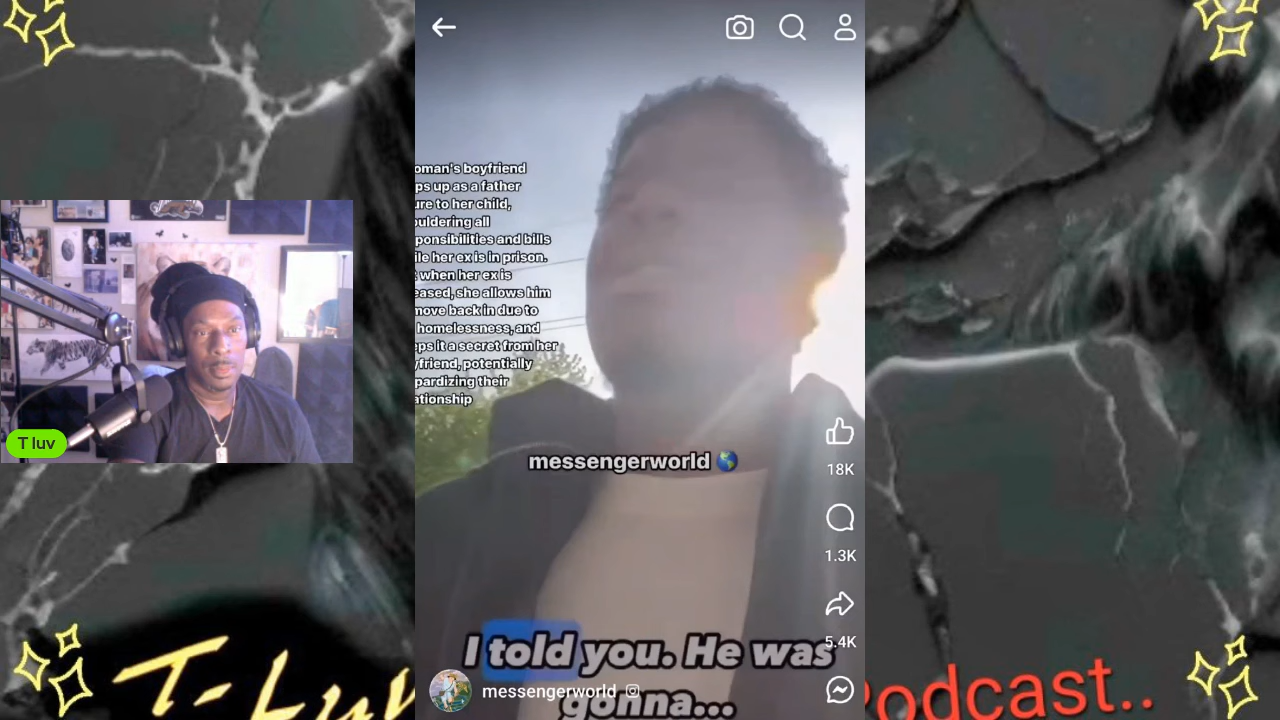 oman's boyfriend
ps up as a father
ure to her child,
ouldering all
ponsibilities and bills
ile her ex is in prison.
when her ex is
eased, she allows him
move back in due to
homelessness, and
eps it a secret from her
yfriend, potentially
pardizing their
ationship
T luv
messengerworld 🌎
18K
1.3K
5.4K
I told you. He was
gonna...
messengerworld
T-Luv
Podcast..